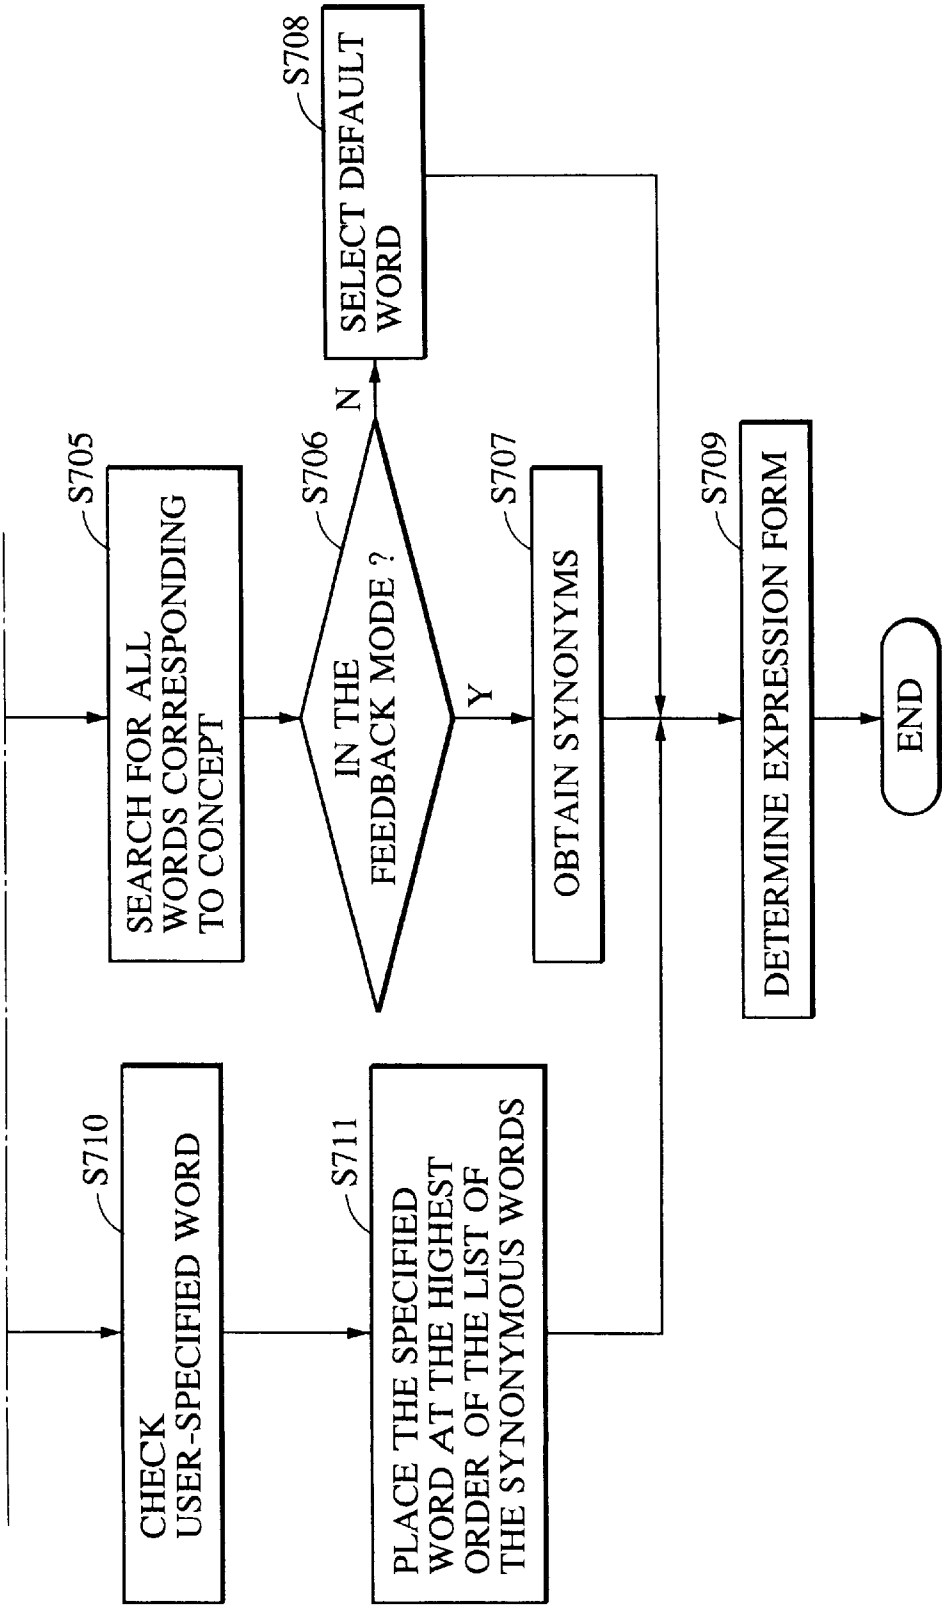 S710
CHECK
USER-SPECIFIED WORD
S711
PLACE THE SPECIFIED
WORD AT THE HIGHEST
ORDER OF THE LIST OF
THE SYNONYMOUS WORDS
S705
SEARCH FOR ALL
WORDS CORRESPONDING
TO CONCEPT
S706
IN THE
FEEDBACK MODE ?
N
Y
S708
SELECT DEFAULT
WORD
S707
OBTAIN SYNONYMS
S709
DETERMINE EXPRESSION FORM
END